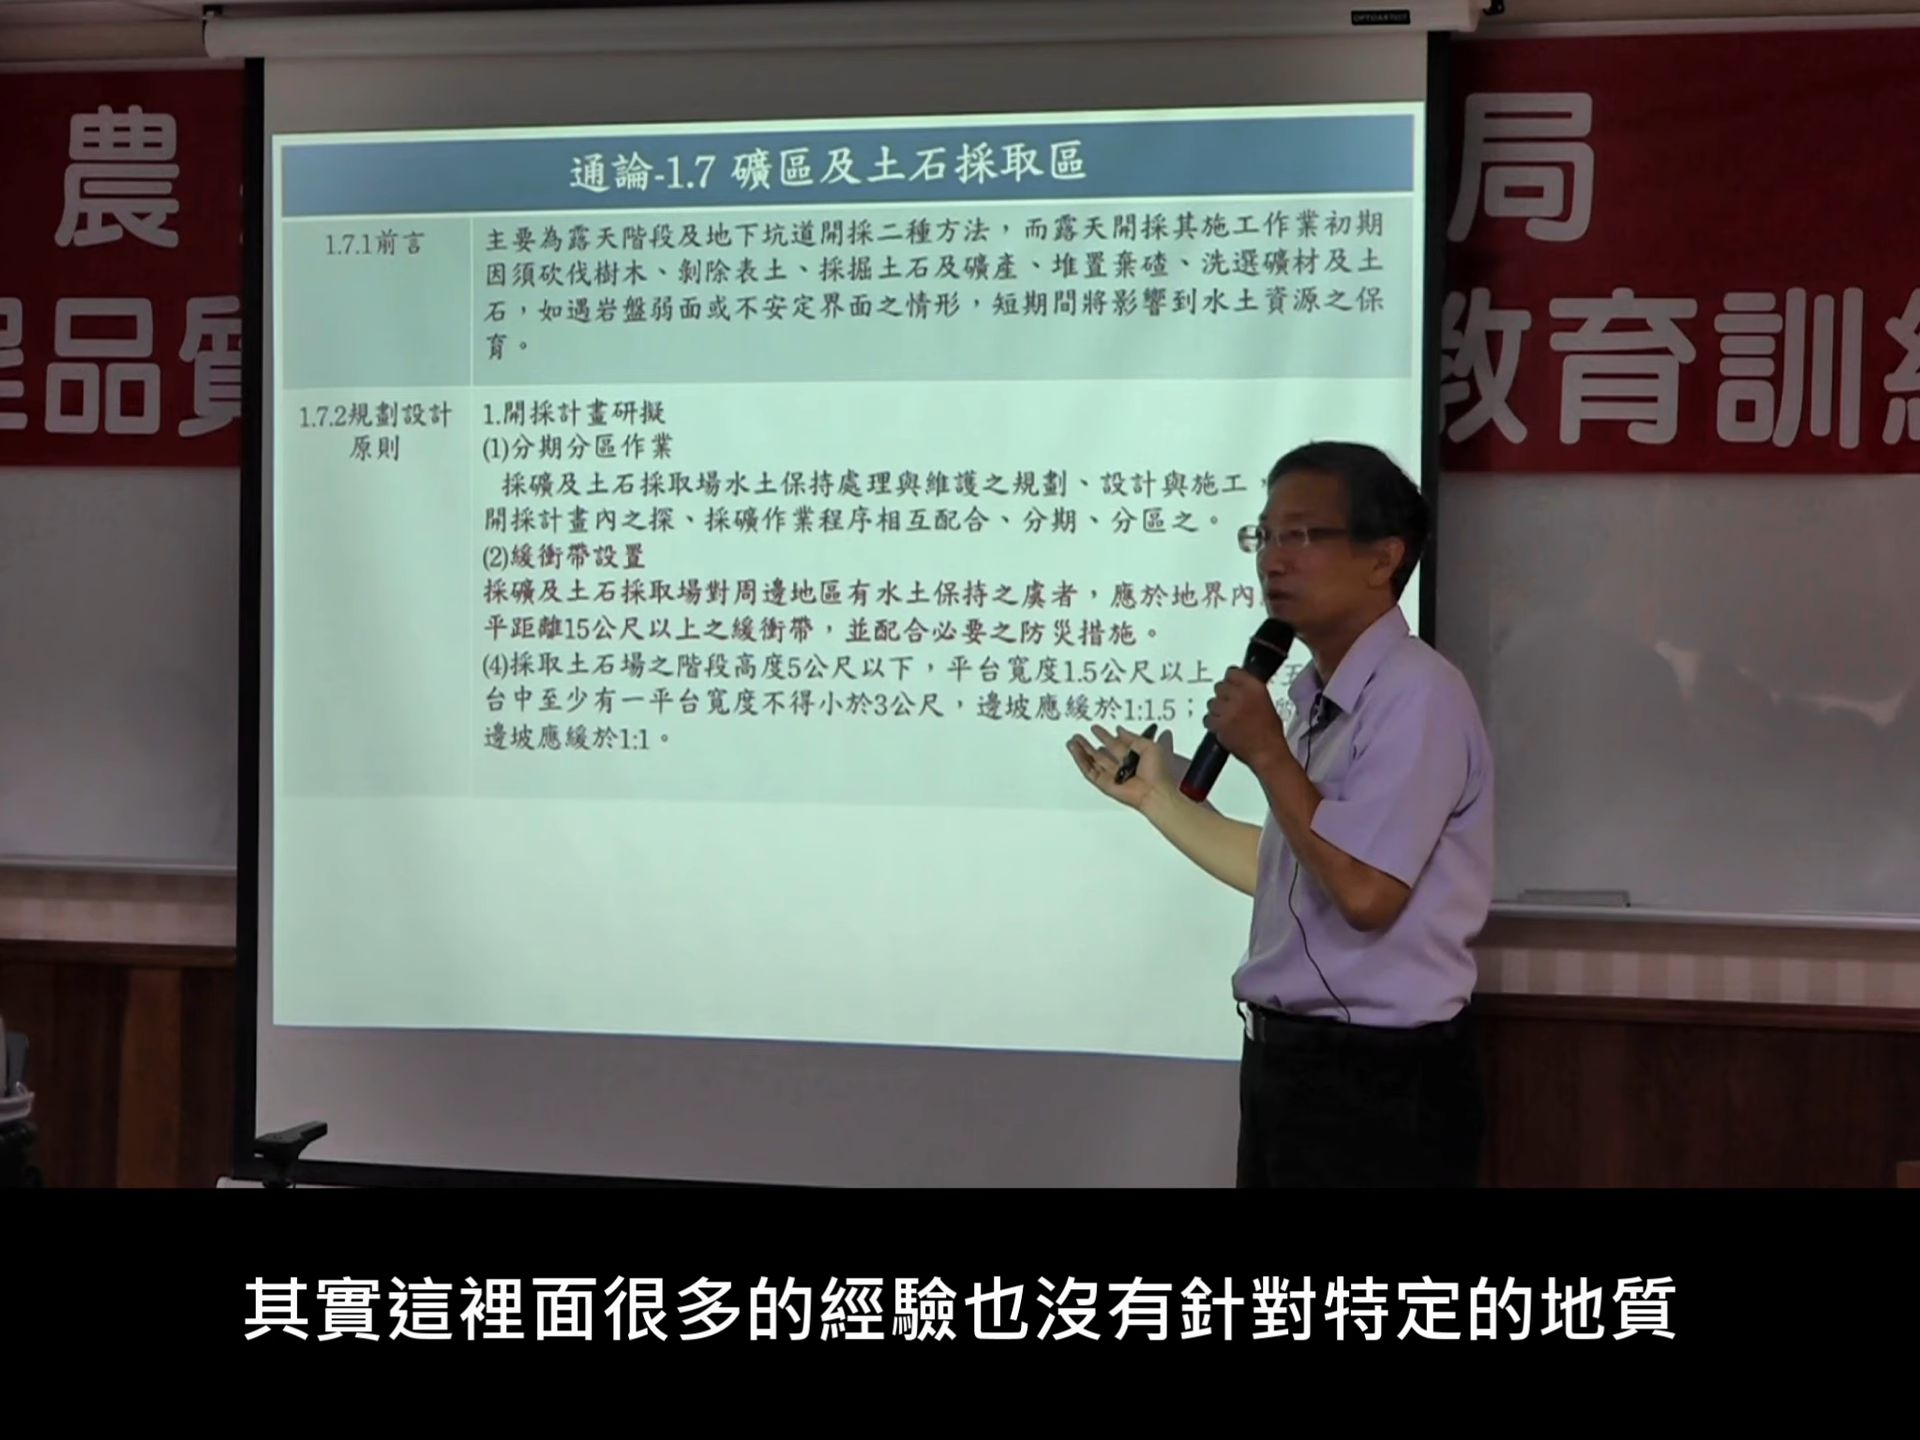 農
局
品質
教育訓
通論-1.7 礦區及土石採取區
1.7.1前言
主要為露天階段及地下坑道開採二種方法，而露天開採其施工作業初期
因須砍伐樹木、剝除表土、採掘土石及礦產、堆置棄碴、洗選礦材及土
石，如遇岩盤弱面或不安定界面之情形，短期間將影響到水土資源之保
育。
1.7.2規劃設計
原則
1.開採計畫研擬
(1)分期分區作業
採礦及土石採取場水土保持處理與維護之規劃、設計與施工，
開採計畫內之探、採礦作業程序相互配合、分期、分區之。
(2)緩衝帶設置
採礦及土石採取場對周邊地區有水土保持之虞者，應於地界內
平距離15公尺以上之緩衝帶，並配合必要之防災措施。
(4)採取土石場之階段高度5公尺以下，平台寬度1.5公尺以上
台中至少有一平台寬度不得小於3公尺，邊坡應緩於1:1.5；
邊坡應緩於1:1。
其實這裡面很多的經驗也沒有針對特定的地質